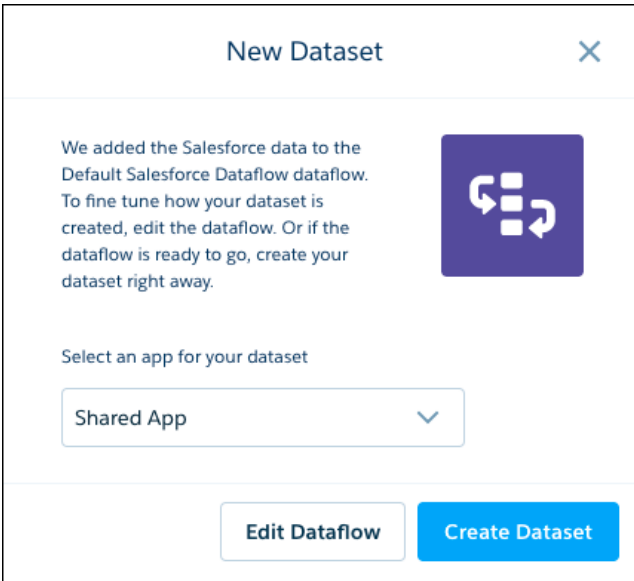 New Dataset
We added the Salesforce data to the
Default Salesforce Dataflow dataflow.
To fine tune how your dataset is
created, edit the dataflow. Or if the
dataflow is ready to go, create your
dataset right away.
Select an app for your dataset
Shared App
Edit Dataflow
Create Dataset